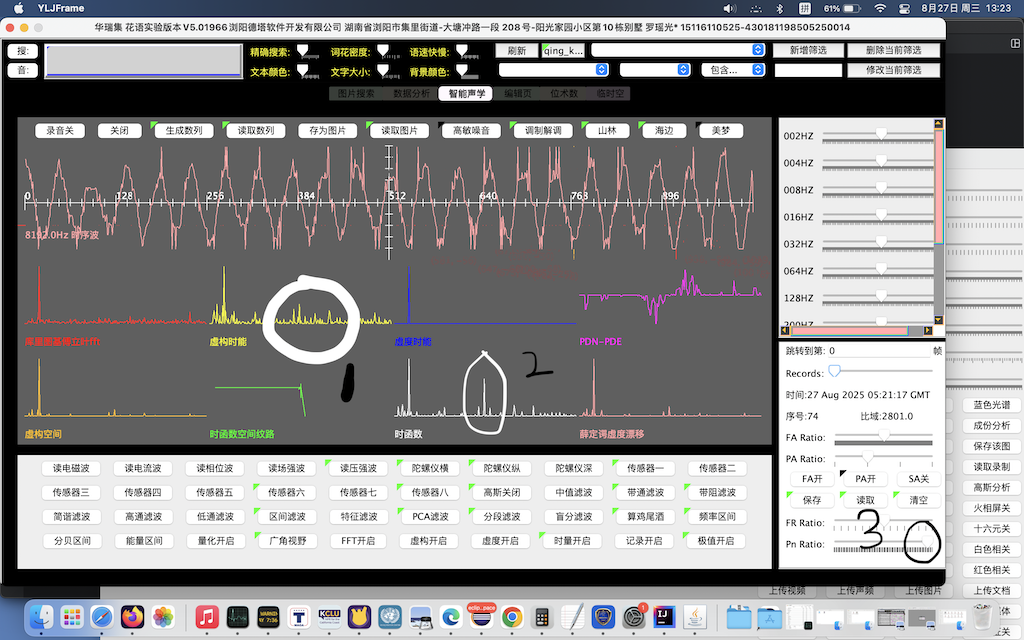 YLJFrame
61%
拼
8月27日 周三 13:23
华瑞集 花语实验版本 V5.01966 浏阳德塔软件开发有限公司 湖南省浏阳市集里街道-大塘冲路一段 208 号-阳光家园小区第 10 栋别墅 罗瑶光* 15116110525-430181198505250014
搜:
精确搜索:
词花密度:
语速快慢:
刷新
qing_k...
新增筛选
删除当前筛选
音:
文本颜色:
文字大小:
背景颜色:
包含...
修改当前筛选
图片搜索
数据分析
智能声学
编辑页
位术数
临时空
录音关
关闭
生成数列
读取数列
存为图片
读取图片
高敏噪音
调制解调
山林
海边
美梦
0
128
256
384
512
640
768
896
8192.0Hz 时序波
虚构时能
虚度时能
PDN-PDE
虚构空间
时函数空间纹路
时函数
薛定谔虚度漂移
1
2
002HZ
004HZ
008HZ
016HZ
032HZ
064HZ
128HZ
跳转到第: 0
帧
Records:
时间:27 Aug 2025 05:21:17 GMT
序号:74
比域:2801.0
FA Ratio:
PA Ratio:
FA开
PA开
SA关
保存
读取
清空
FR Ratio:
Pn Ratio:
3
读电磁波
读电流波
读相位波
读场强波
读压强波
陀螺仪横
陀螺仪纵
陀螺仪深
传感器一
传感器二
传感器三
传感器四
传感器五
传感器六
传感器七
传感器八
高斯关闭
中值滤波
带通滤波
带阻滤波
简谐滤波
高通滤波
低通滤波
区间滤波
特征滤波
PCA滤波
分段滤波
盲分滤波
算鸡尾酒
频率区间
分贝区间
能量区间
量化开启
广角视野
FFT开启
虚构开启
虚度开启
时量开启
记录开启
极值开启
蓝色光谱
成份分析
保存该图
读取录制
高斯分析
火相屏关
十六元关
白色相关
红色相关
上传视频
上传声频
上传图片
上传文档